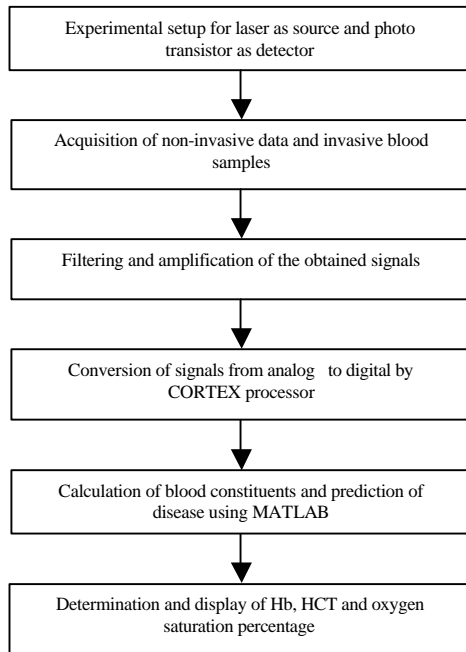 Experimental setup for laser as source and photo
transistor as detector
Acquisition of non-invasive data and invasive blood
samples
Filtering and amplification of the obtained signals
Conversion of signals from analog to digital by
CORTEX processor
Calculation of blood constituents and prediction of
disease using MATLAB
Determination and display of Hb, HCT and oxygen
saturation percentage